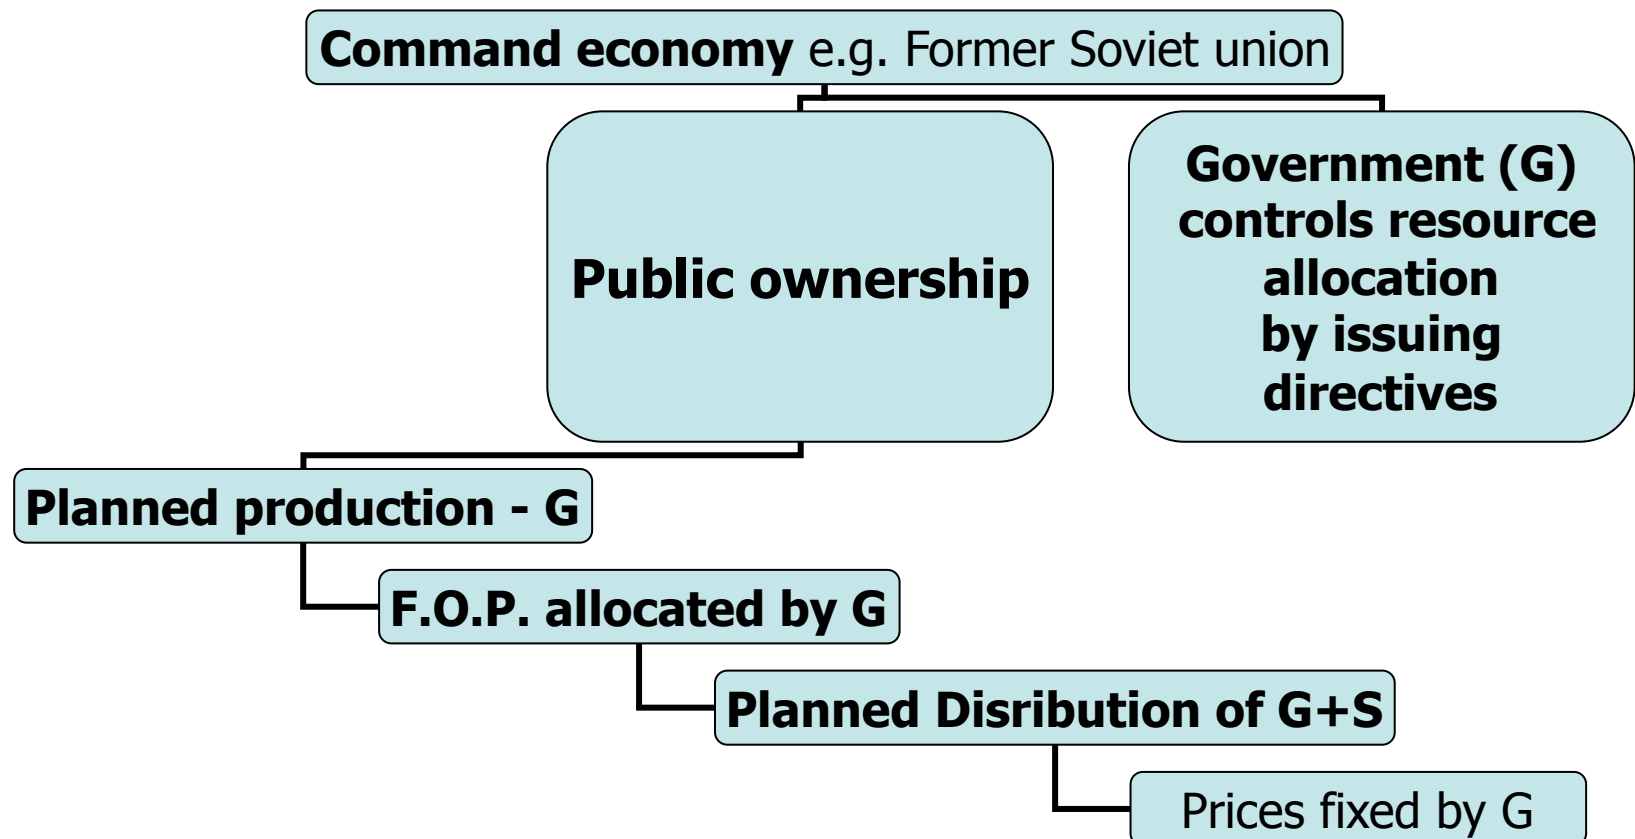 Command economy e.g. Former Soviet union
Public ownership
Government (G)
controls resource
allocation
by issuing
directives
Planned production - G
F.O.P. allocated by G
Planned Disribution of G+S
Prices fixed by G